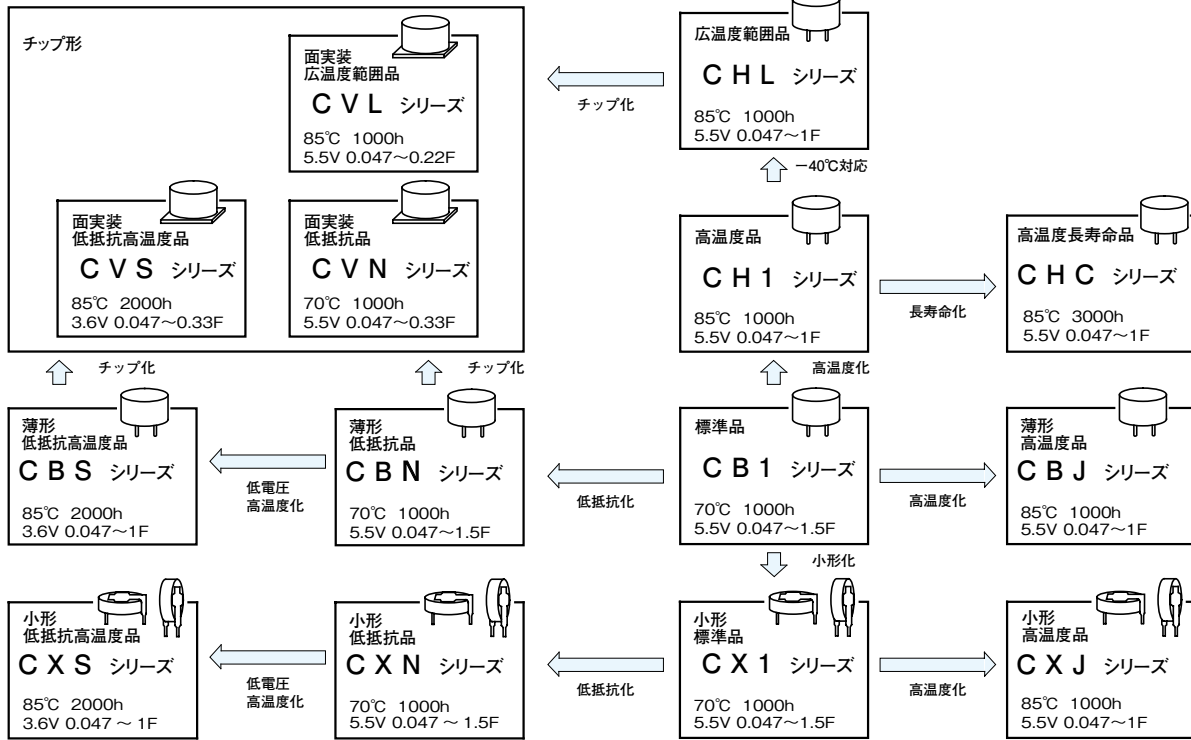 チップ形
面実装
広温度範囲品
CVL シリーズ
85℃ 1000h
5.5V 0.047～0.22F
チップ化
広温度範囲品
CHL シリーズ
85℃ 1000h
5.5V 0.047～1F
－40℃対応
面実装
低抵抗高温度品
CVS シリーズ
85℃ 2000h
3.6V 0.047～0.33F
面実装
低抵抗品
CVN シリーズ
70℃ 1000h
5.5V 0.047～0.33F
高温度品
CH1 シリーズ
85℃ 1000h
5.5V 0.047～1F
長寿命化
高温度長寿命品
CHC シリーズ
85℃ 3000h
5.5V 0.047～1F
チップ化
チップ化
高温度化
薄形
低抵抗高温度品
CBS シリーズ
85℃ 2000h
3.6V 0.047～1F
低電圧
高温度化
薄形
低抵抗品
CBN シリーズ
70℃ 1000h
5.5V 0.047～1.5F
低抵抗化
標準品
CB1 シリーズ
70℃ 1000h
5.5V 0.047～1.5F
高温度化
薄形
高温度品
CBJ シリーズ
85℃ 1000h
5.5V 0.047～1F
小形化
小形
低抵抗高温度品
CXS シリーズ
85℃ 2000h
3.6V 0.047 ～ 1F
低電圧
高温度化
小形
低抵抗品
CXN シリーズ
70℃ 1000h
5.5V 0.047 ～ 1.5F
低抵抗化
小形
標準品
CX1 シリーズ
70℃ 1000h
5.5V 0.047～1.5F
高温度化
小形
高温度品
CXJ シリーズ
85℃ 1000h
5.5V 0.047～1F